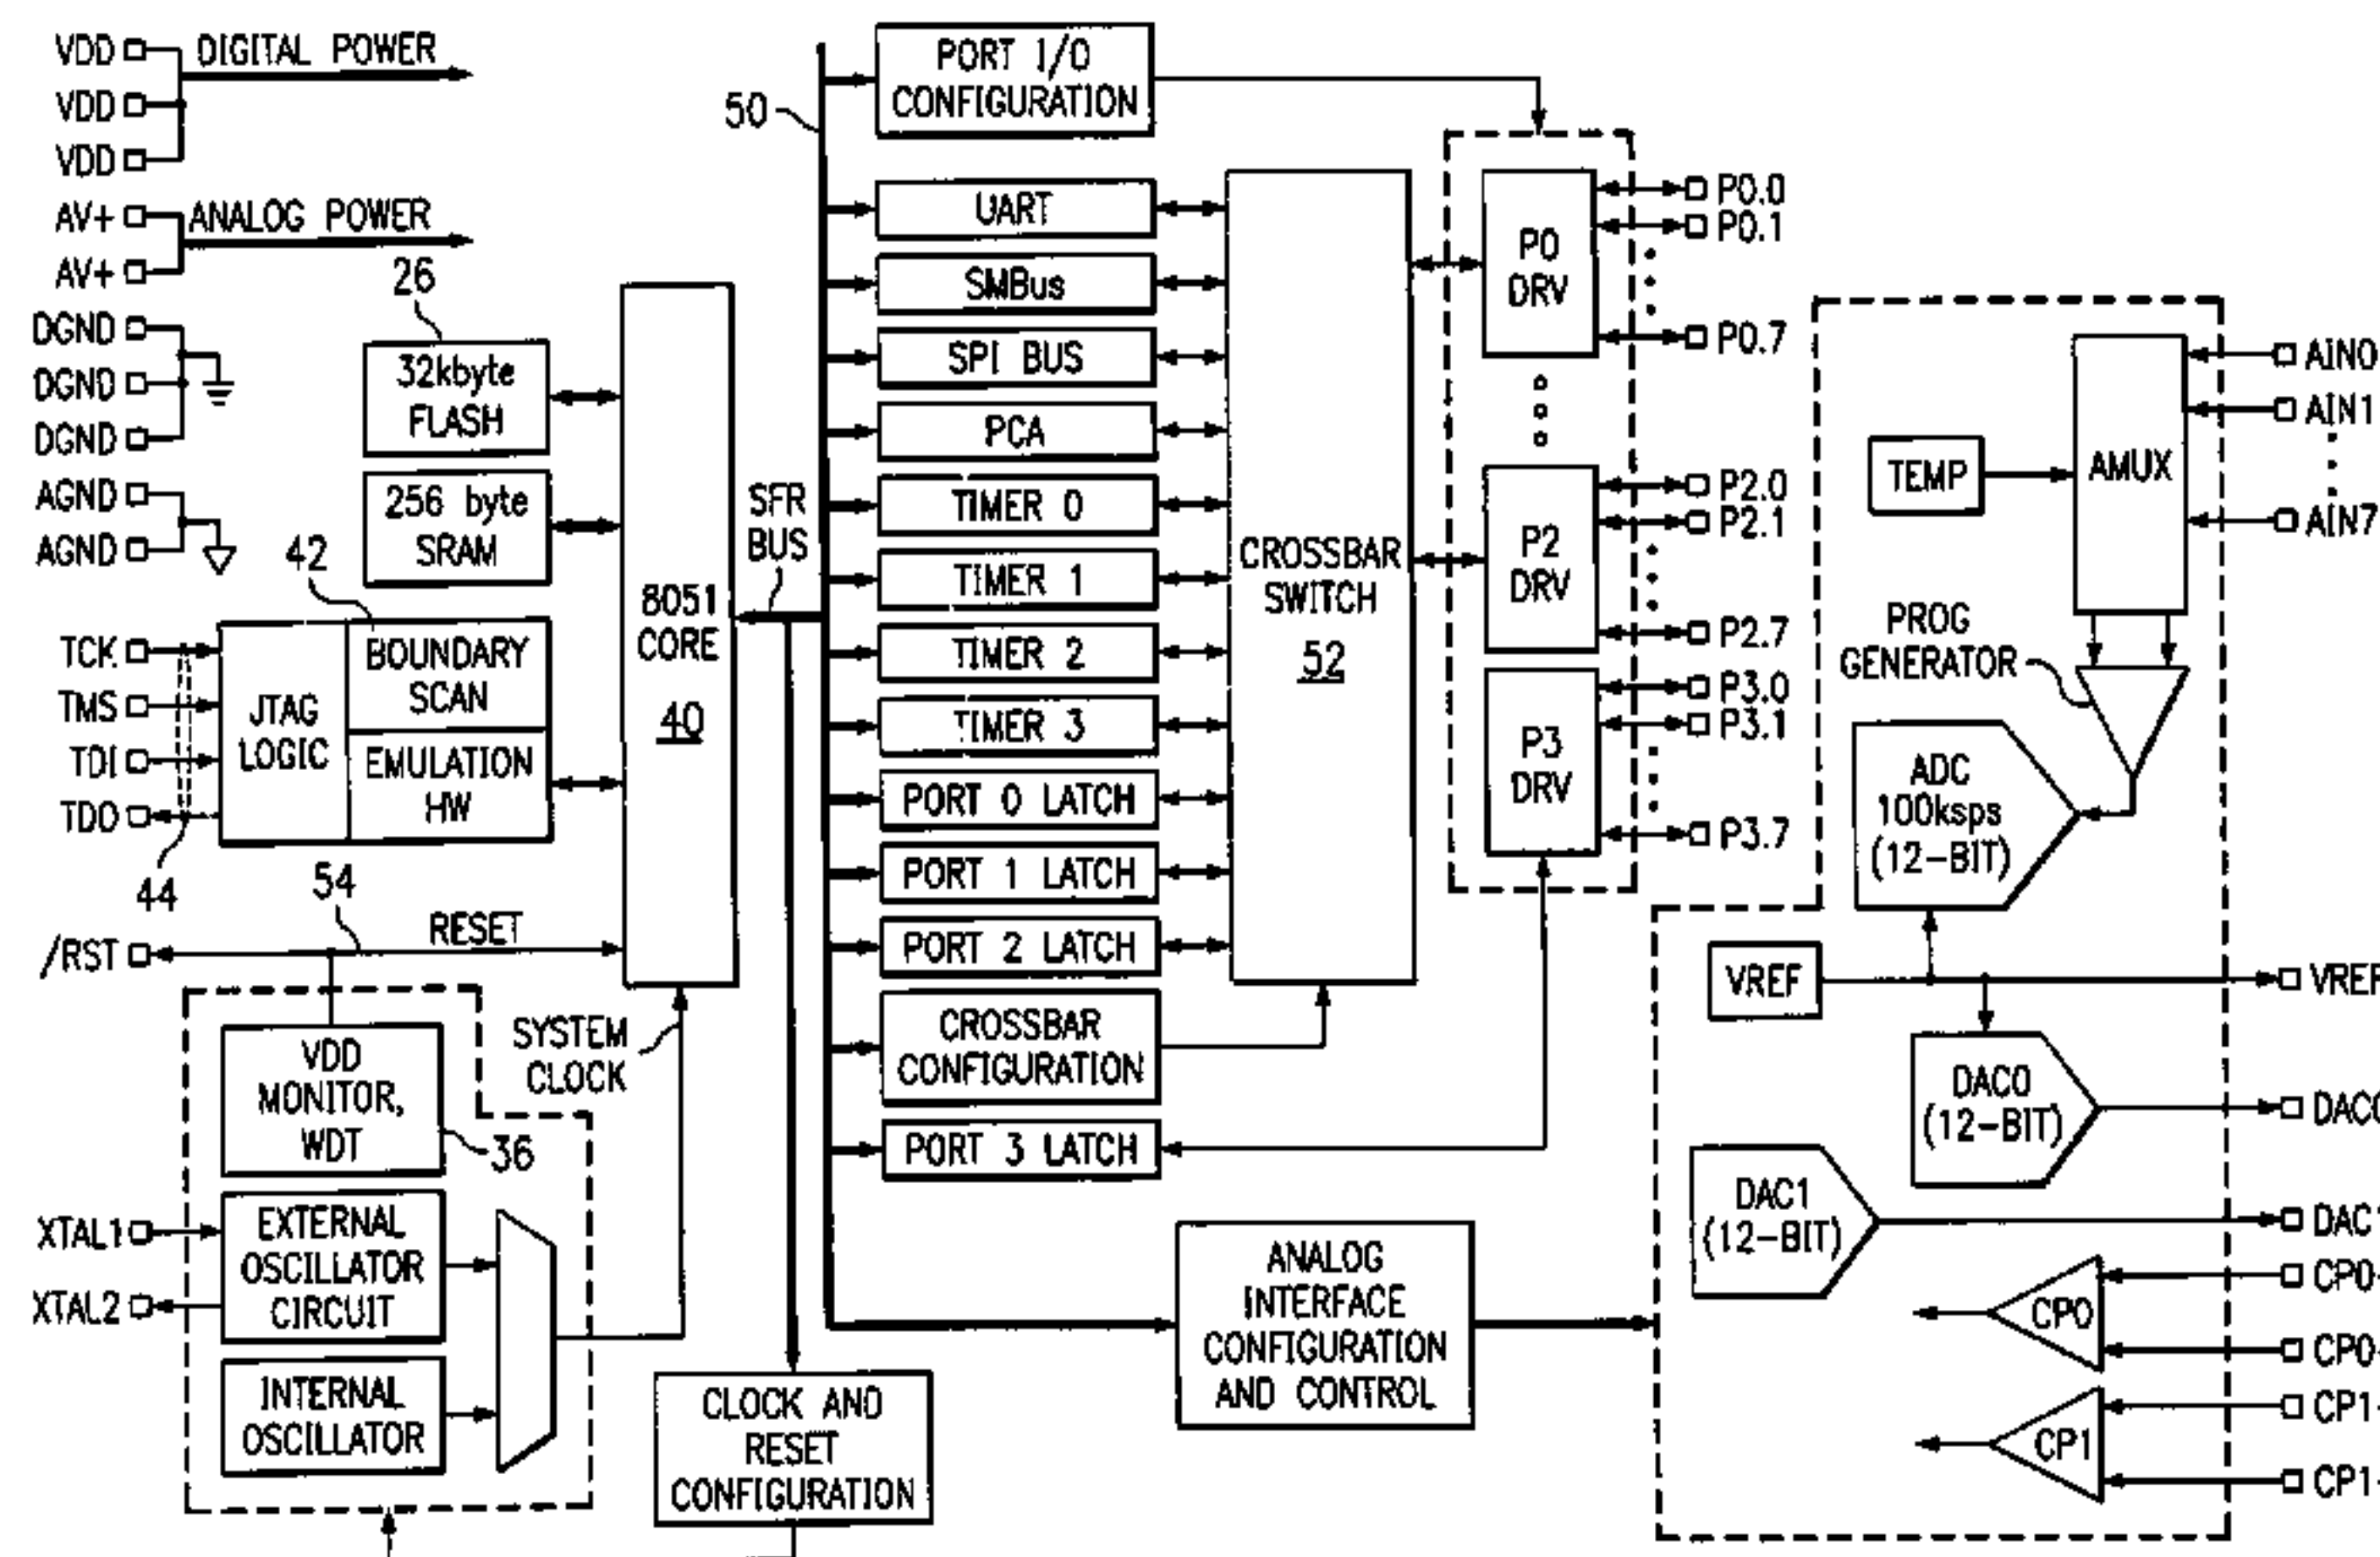 VDD
DIGITAL POWER
VDD
VDD
AV+
ANALOG POWER
AV+
DGND
DGND
DGND
AGND
AGND
26
32kbyte
FLASH
256 byte
SRAM
42
TCK
TMS
TDI
TDO
JTAG
LOGIC
BOUNDARY
SCAN
EMULATION
HW
44
54
/RST
RESET
VDD
MONITOR,
WDT
36
XTAL1
XTAL2
EXTERNAL
OSCILLATOR
CIRCUIT
INTERNAL
OSCILLATOR
SYSTEM
CLOCK
8051
CORE
40
SFR
BUS
50
CLOCK AND
RESET
CONFIGURATION
PORT I/O
CONFIGURATION
UART
SMBus
SPI BUS
PCA
TIMER 0
TIMER 1
TIMER 2
TIMER 3
PORT 0 LATCH
PORT 1 LATCH
PORT 2 LATCH
CROSSBAR
CONFIGURATION
PORT 3 LATCH
CROSSBAR
SWITCH
52
P0
DRV
P2
DRV
P3
DRV
P0.0
P0.1
P0.7
P2.0
P2.1
P2.7
P3.0
P3.1
P3.7
ANALOG
INTERFACE
CONFIGURATION
AND CONTROL
TEMP
AMUX
AIN0
AIN1
AIN7
PROG
GENERATOR
ADC
100ksps
(12-BIT)
VREF
VREF
DAC0
(12-BIT)
DAC0
DAC1
(12-BIT)
DAC1
CP0
CP0-
CP0-
CP1
CP1-
CP1-